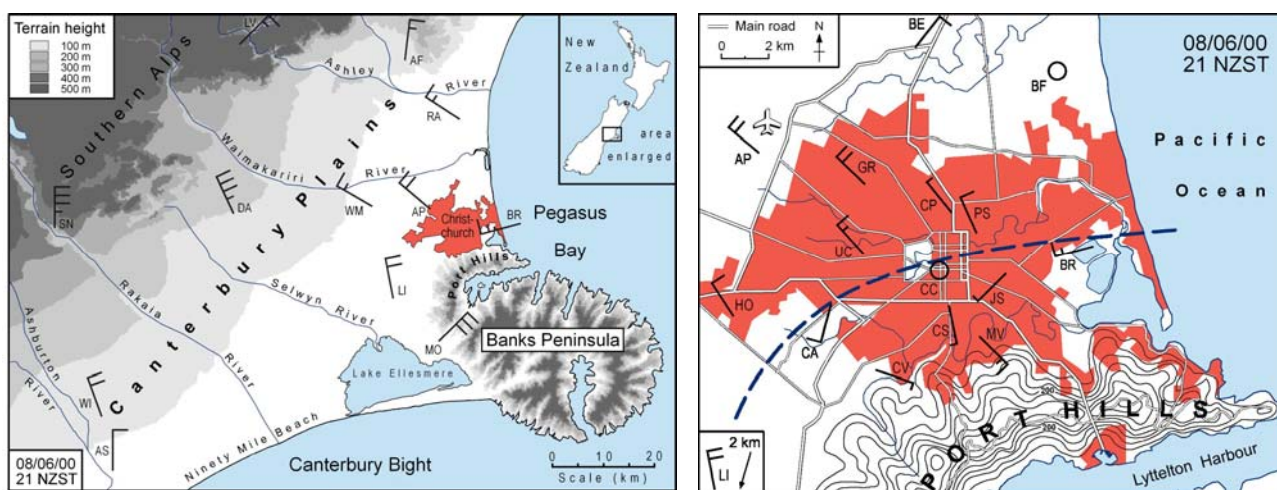 Terrain height
100 m
200 m
300 m
400 m
500 m
LV
AF
Southern Alps
Ashley River
RA
New Zealand
area enlarged
Canterbury Plains
Waimakariri River
SN
DA
WM
AP
Christ-
church
BR
Pegasus
Bay
Port Hills
LI
Selwyn River
Rakaia River
Ashburton River
MO
Banks Peninsula
Lake Ellesmere
WI
AS
Ninety Mile Beach
Canterbury Bight
08/06/00
21 NZST
0 10 20
Scale (km)
Main road
0 2 km
N
BE
08/06/00
21 NZST
BF
AP
Pacific
Ocean
GR
CP
PS
UC
BR
CC
HO
JS
CA
CS
MV
CV
200
200
PORT HILLS
2 km
LI
Lyttelton Harbour